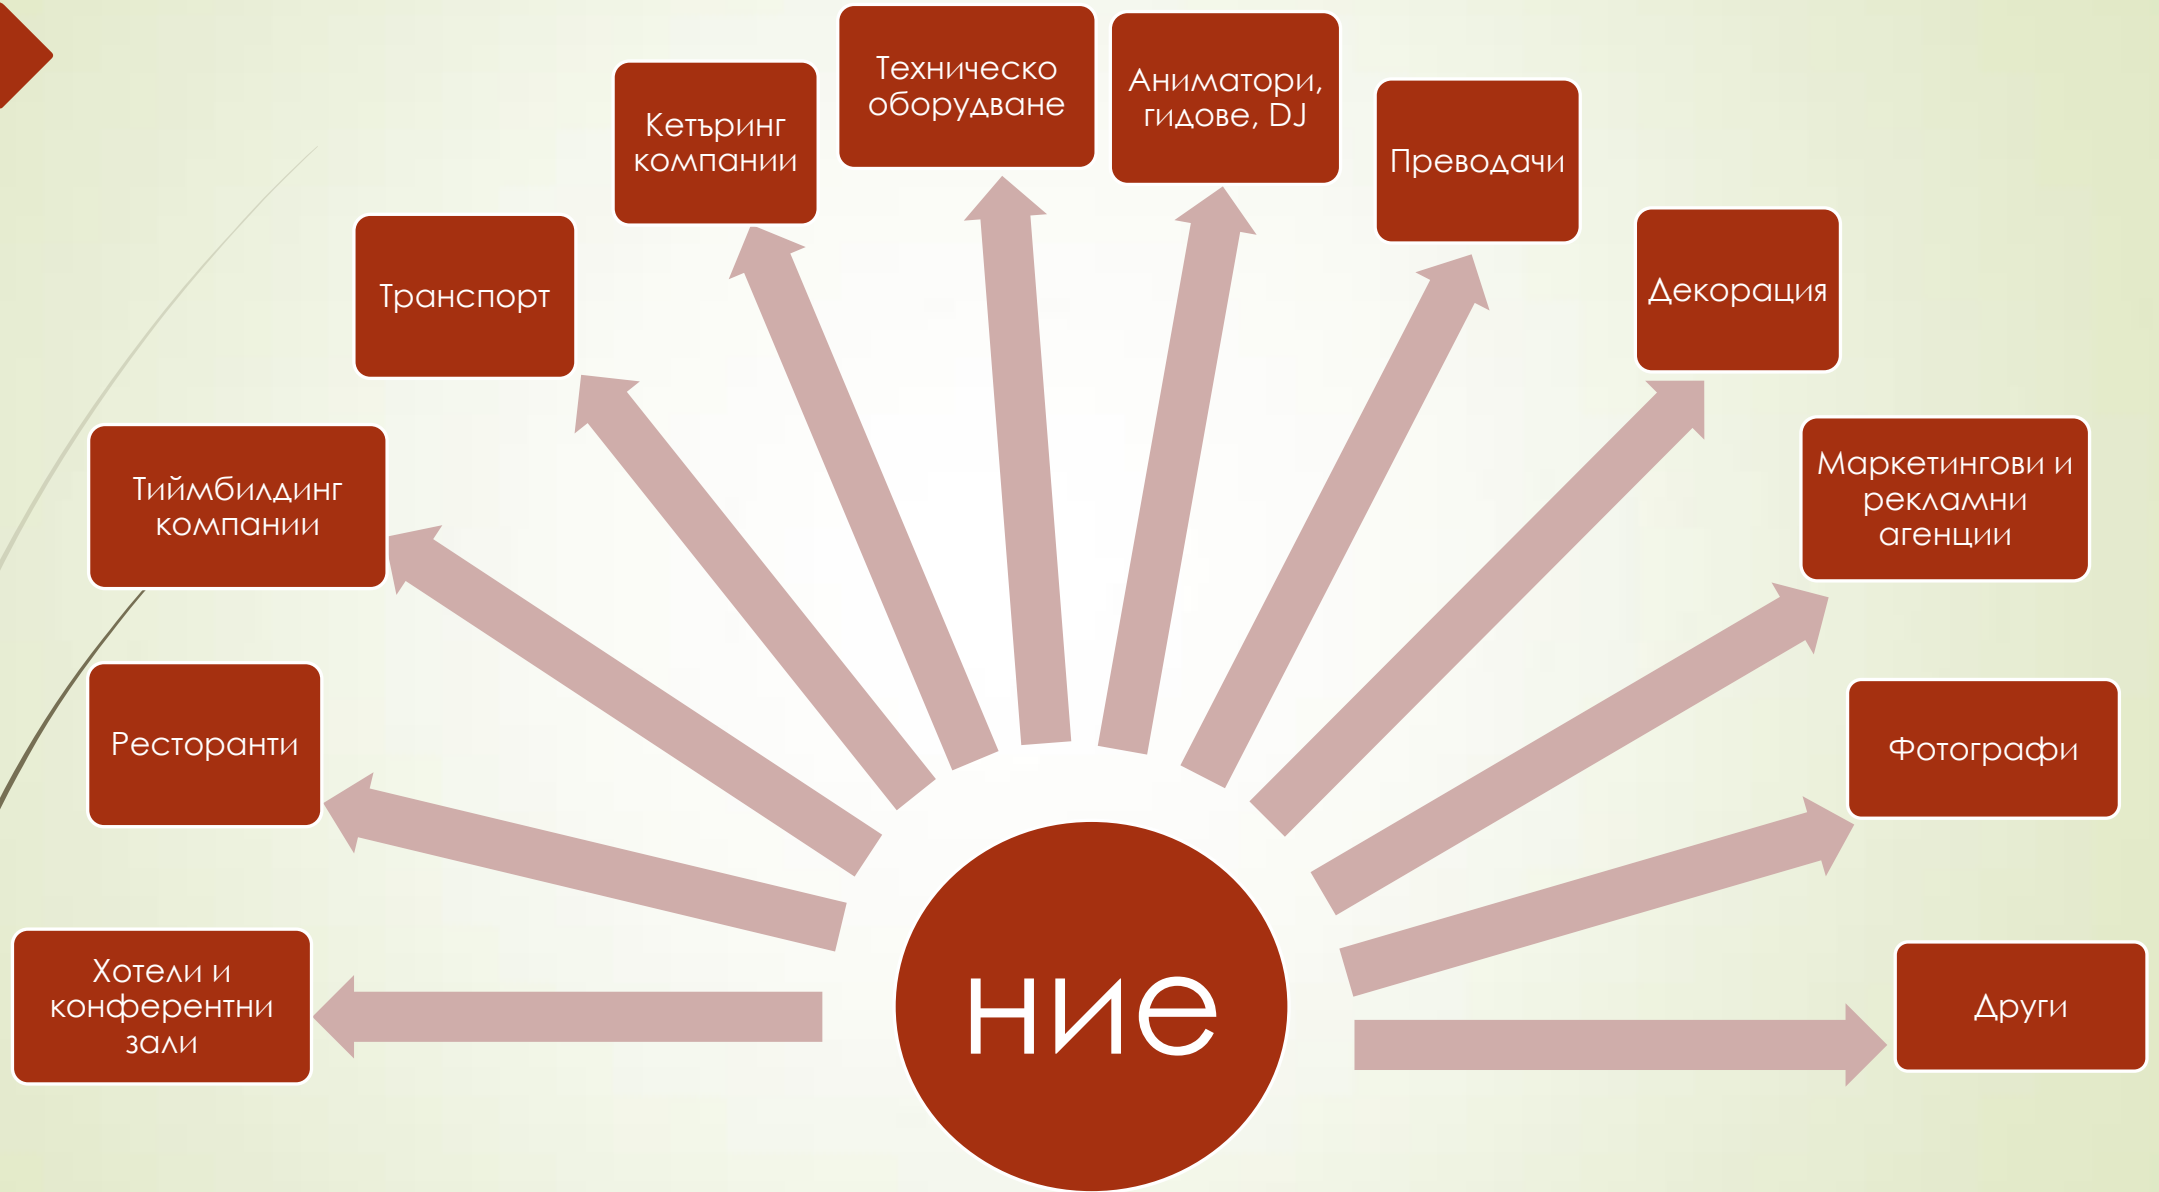 Техническо
оборудване
Аниматори,
гидове, DJ
Кетъринг
компании
Преводачи
Транспорт
Декорация
Тиймбилдинг
компании
Маркетингови и
рекламни
агенции
Ресторанти
Фотографи
Хотели и
конферентни
зали
ние
Други